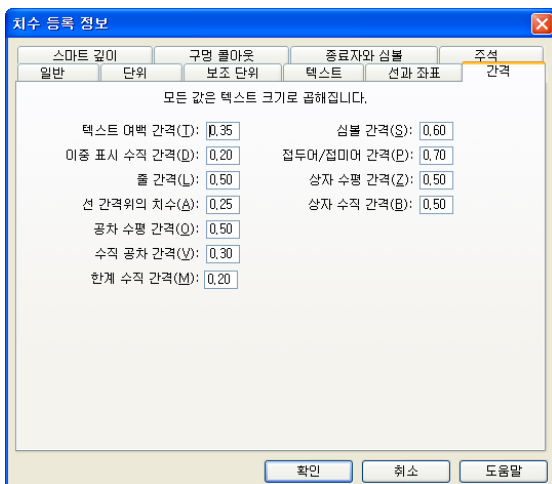 치수 등록 정보
스마트 깊이 구멍 콜아웃 종료자와 심볼 주석
일반 단위 보조 단위 텍스트 선과 좌표 간격
모든 값은 텍스트 크기로 곱해집니다.
텍스트 여백 간격(T): 0,35 심볼 간격(S): 0,60
이중 표시 수직 간격(D): 0,20 접두어/접미어 간격(P): 0,70
줄 간격(L): 0,50 상자 수평 간격(Z): 0,50
선 간격위의 치수(A): 0,25 상자 수직 간격(B): 0,50
공차 수평 간격(O): 0,50
수직 공차 간격(V): 0,30
한계 수직 간격(M): 0,20
확인 취소 도움말